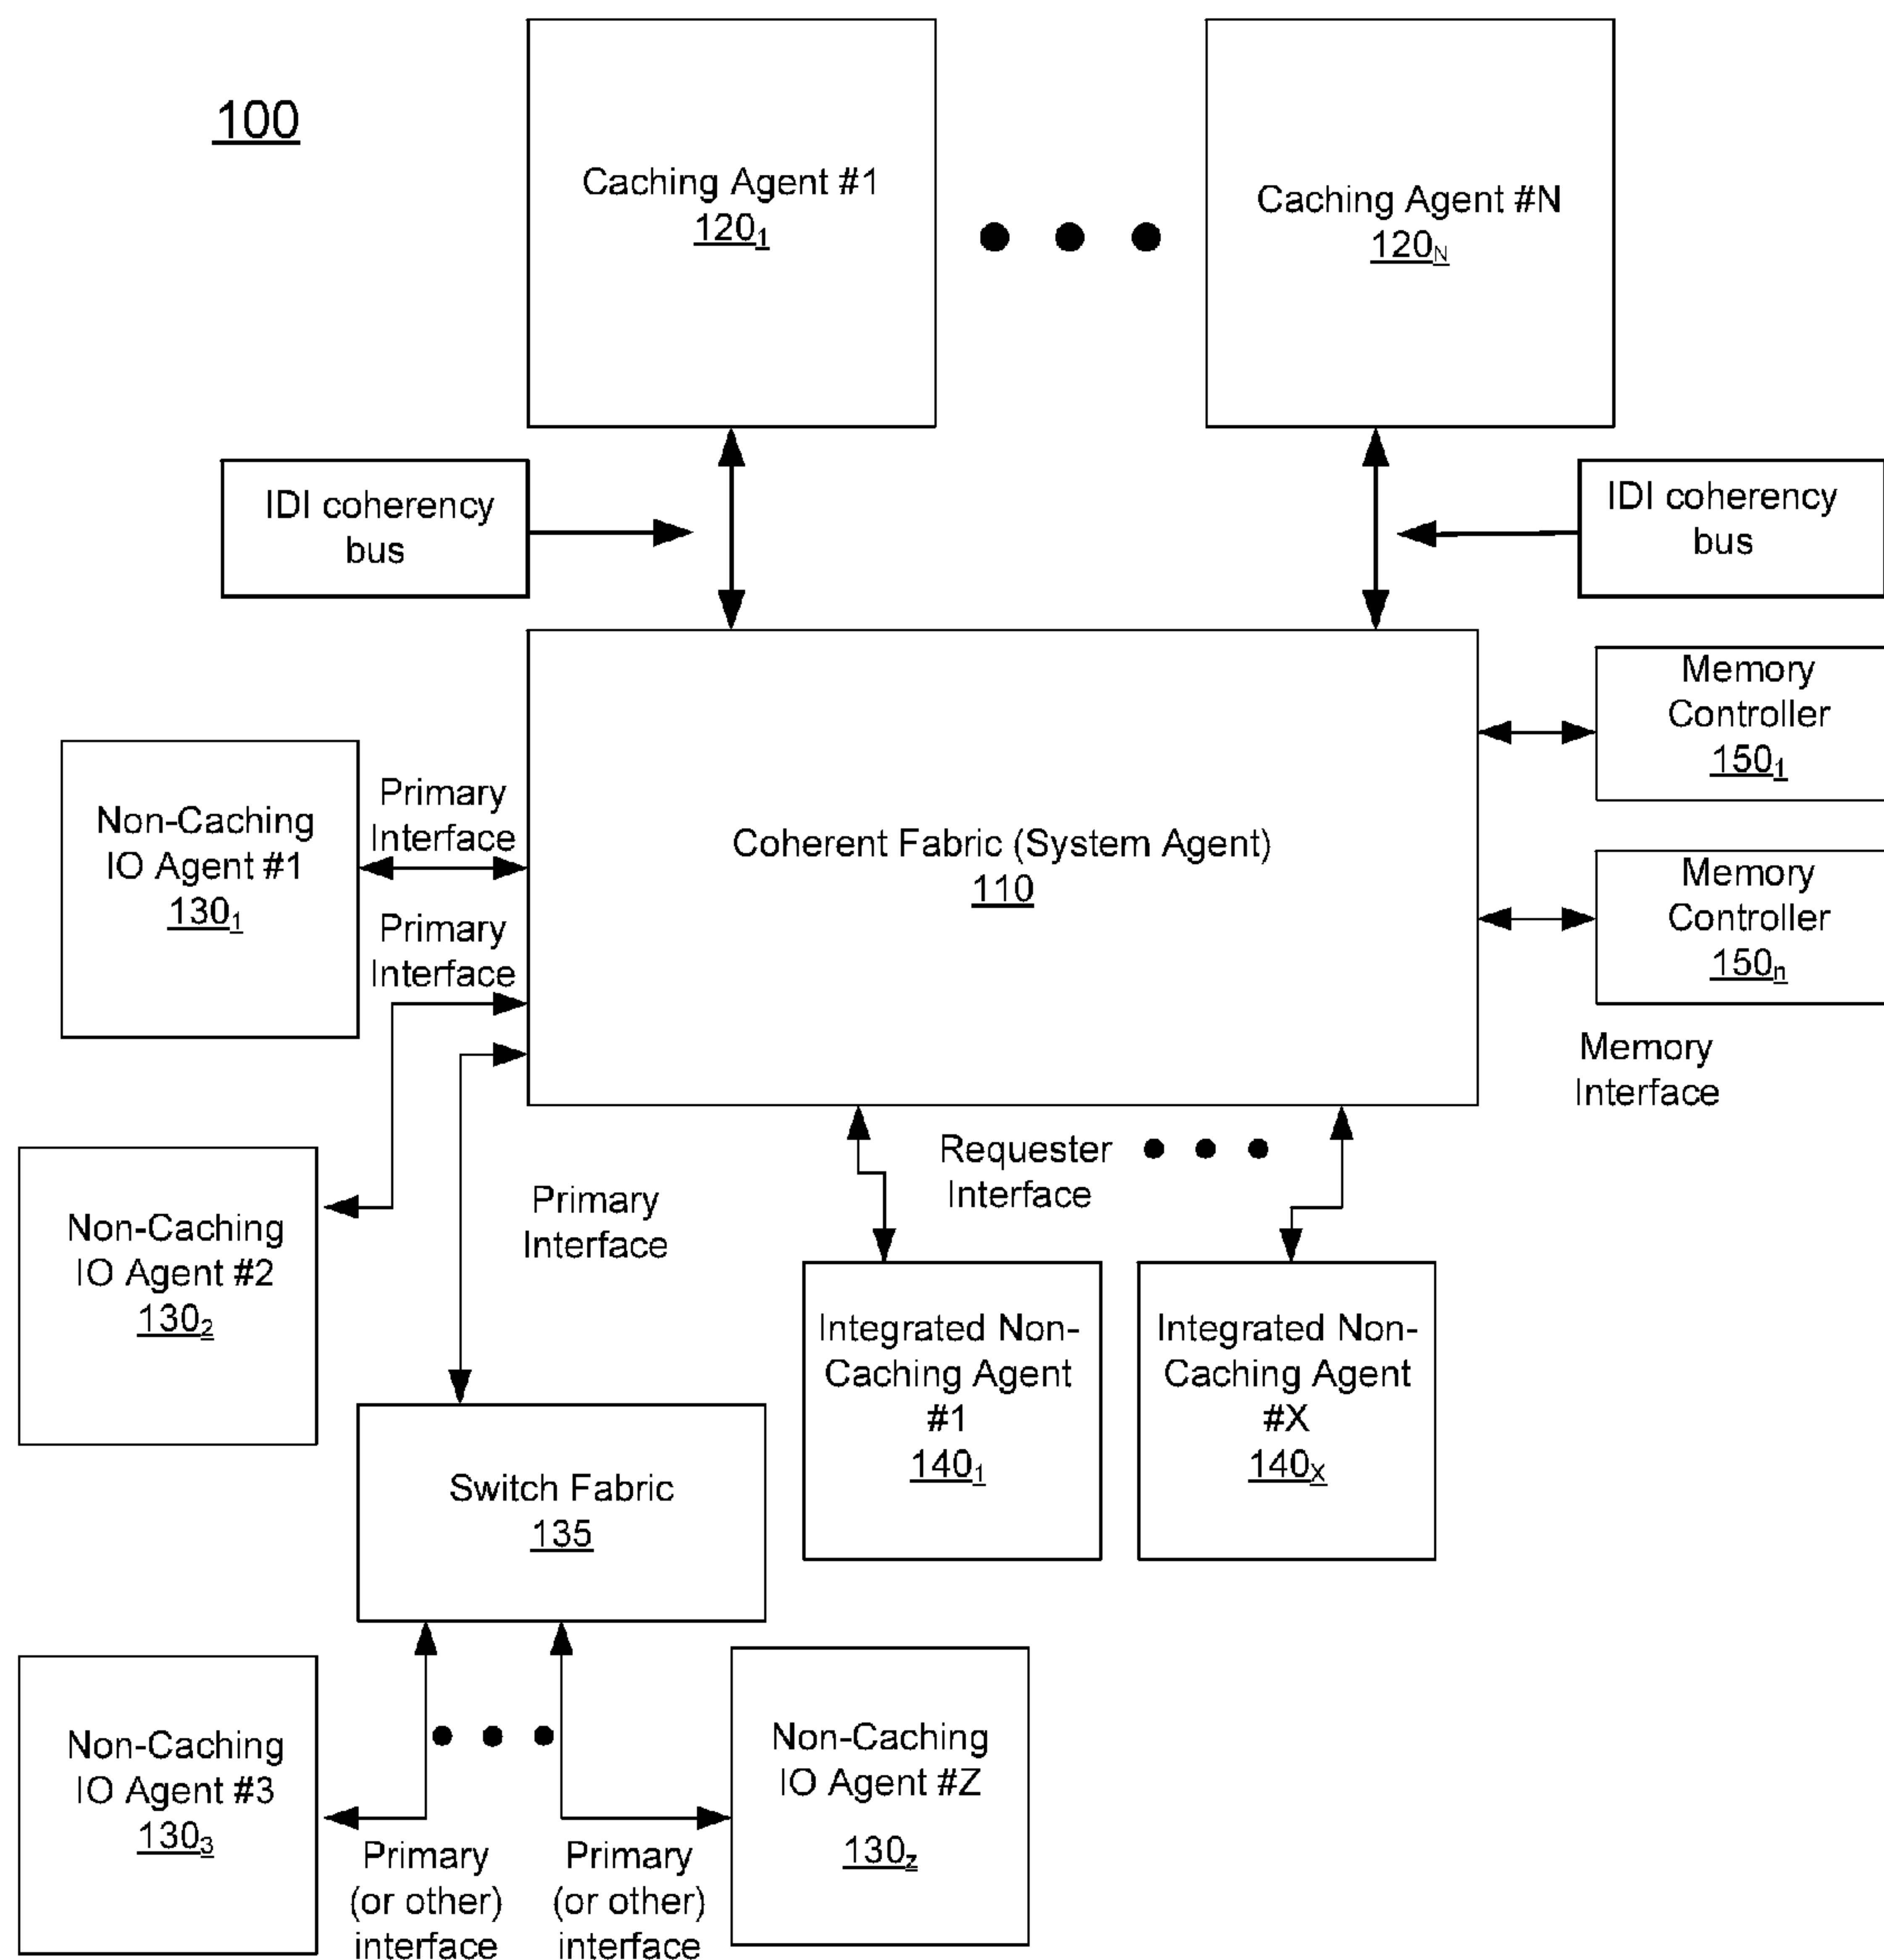 100
Caching Agent #1
120₁
Caching Agent #N
120N
IDI coherency
bus
IDI coherency
bus
Memory
Controller
150₁
Non-Caching
IO Agent #1
130₁
Primary
Interface
Coherent Fabric (System Agent)
110
Memory
Controller
150n
Primary
Interface
Memory
Interface
Requester
Interface
Non-Caching
IO Agent #2
130₂
Primary
Interface
Integrated Non-
Caching Agent
#1
140₁
Integrated Non-
Caching Agent
#X
140X
Switch Fabric
135
Non-Caching
IO Agent #3
130₃
Non-Caching
IO Agent #Z
130z
Primary
(or other)
interface
Primary
(or other)
interface